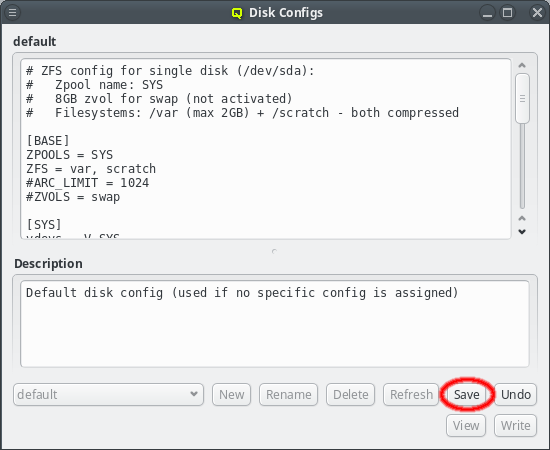 Disk Configs
default
# ZFS config for single disk (/dev/sda):
#   Zpool name: SYS
#   8GB zvol for swap (not activated)
#   Filesystems: /var (max 2GB) + /scratch - both compressed
[BASE]
ZPOOLS = SYS
ZFS = var, scratch
#ARC_LIMIT = 1024
#ZVOLS = swap
[SYS]
Description
Default disk config (used if no specific config is assigned)
default New Rename Delete Refresh Save Undo
View Write